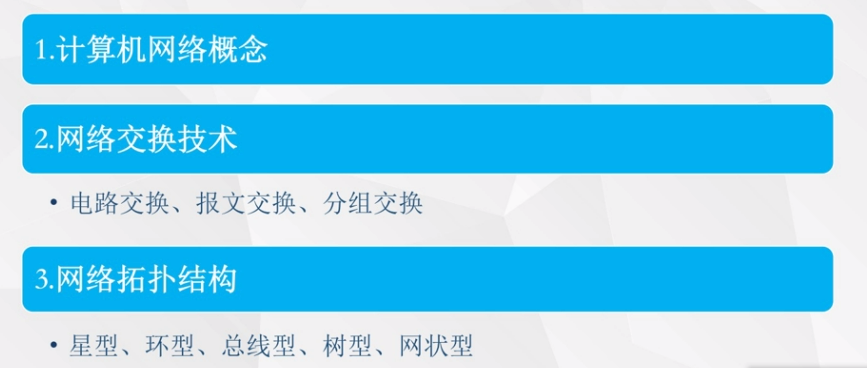 1.计算机网络概念
2.网络交换技术
• 电路交换、报文交换、分组交换
3.网络拓扑结构
• 星型、环型、总线型、树型、网状型